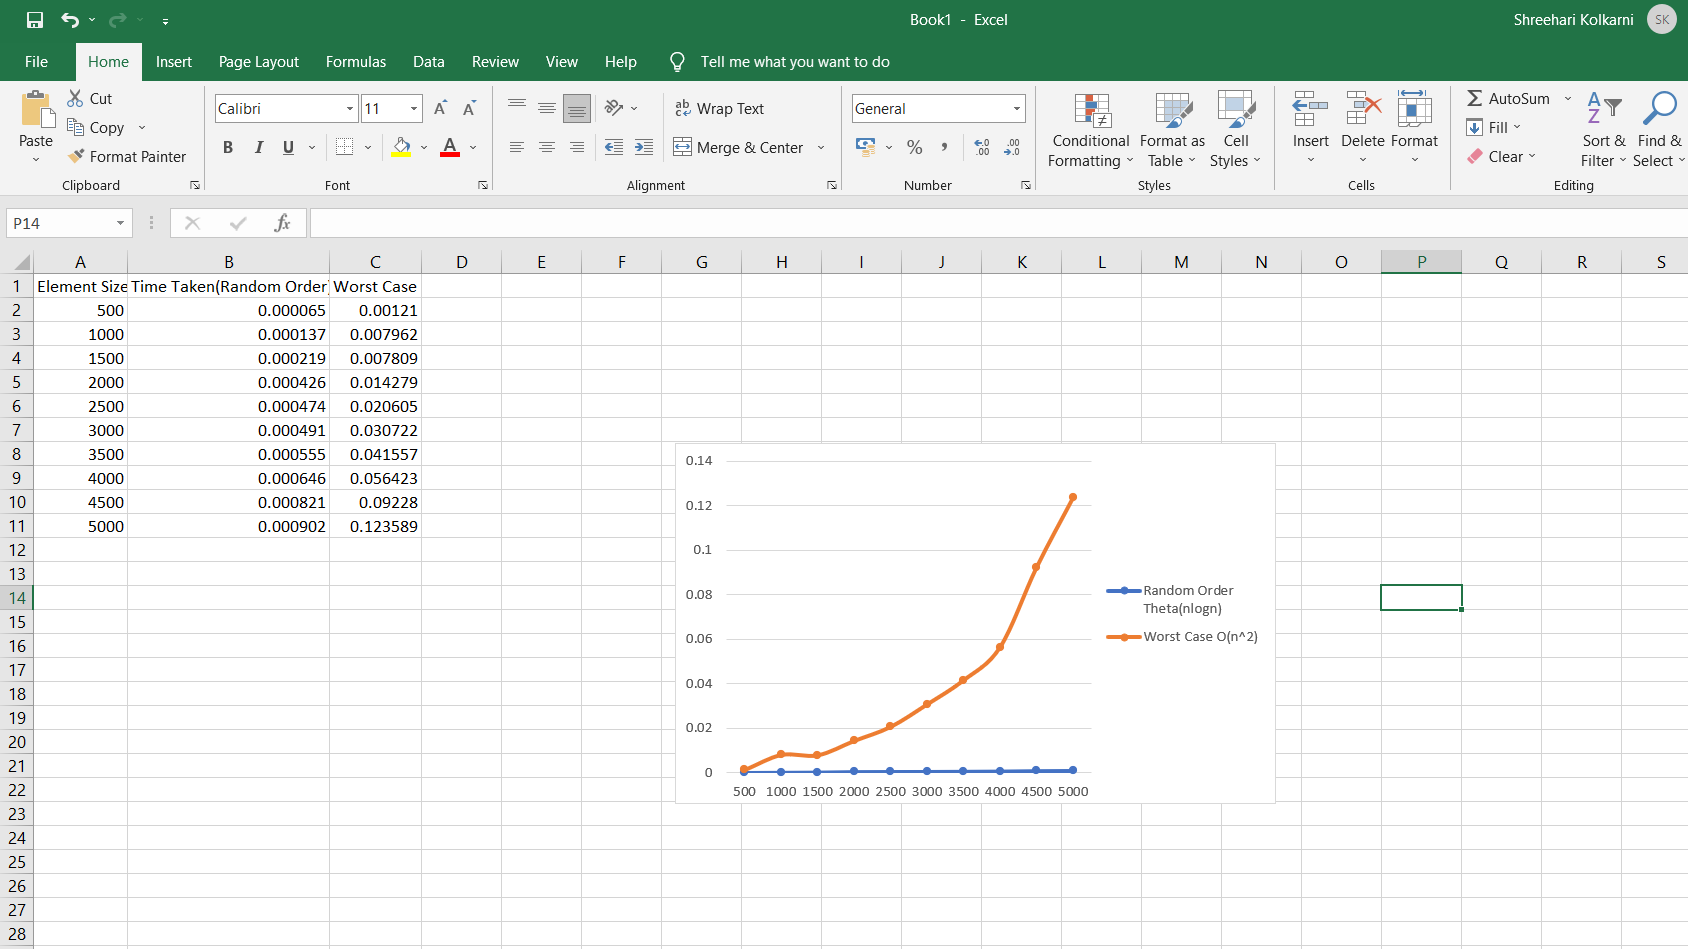 Book1 - Excel
Shreehari Kolkarni SK
File Home Insert Page Layout Formulas Data Review View Help Tell me what you want to do
Paste
Cut
Copy
Format Painter
Clipboard
Calibri 11 A A
B I U A
Font
ab Wrap Text
Merge & Center
Alignment
General
% , .0 .00 .00 .0
Number
Conditional Formatting
Format as Table
Cell Styles
Styles
Insert Delete Format
Cells
AutoSum
Fill
Clear
Sort & Filter
Find & Select
Editing
P14 fx
A B C D E F G H I J K L M N O P Q R S
1 Element Size Time Taken(Random Order) Worst Case
2 500 0.000065 0.00121
3 1000 0.000137 0.007962
4 1500 0.000219 0.007809
5 2000 0.000426 0.014279
6 2500 0.000474 0.020605
7 3000 0.000491 0.030722
8 3500 0.000555 0.041557
9 4000 0.000646 0.056423
10 4500 0.000821 0.09228
11 5000 0.000902 0.123589
12
13
14
15
16
17
18
19
20
21
22
23
24
25
26
27
28
0.14
0.12
0.1
0.08
0.06
0.04
0.02
0
500 1000 1500 2000 2500 3000 3500 4000 4500 5000
Random Order
Theta(nlogn)
Worst Case O(n^2)